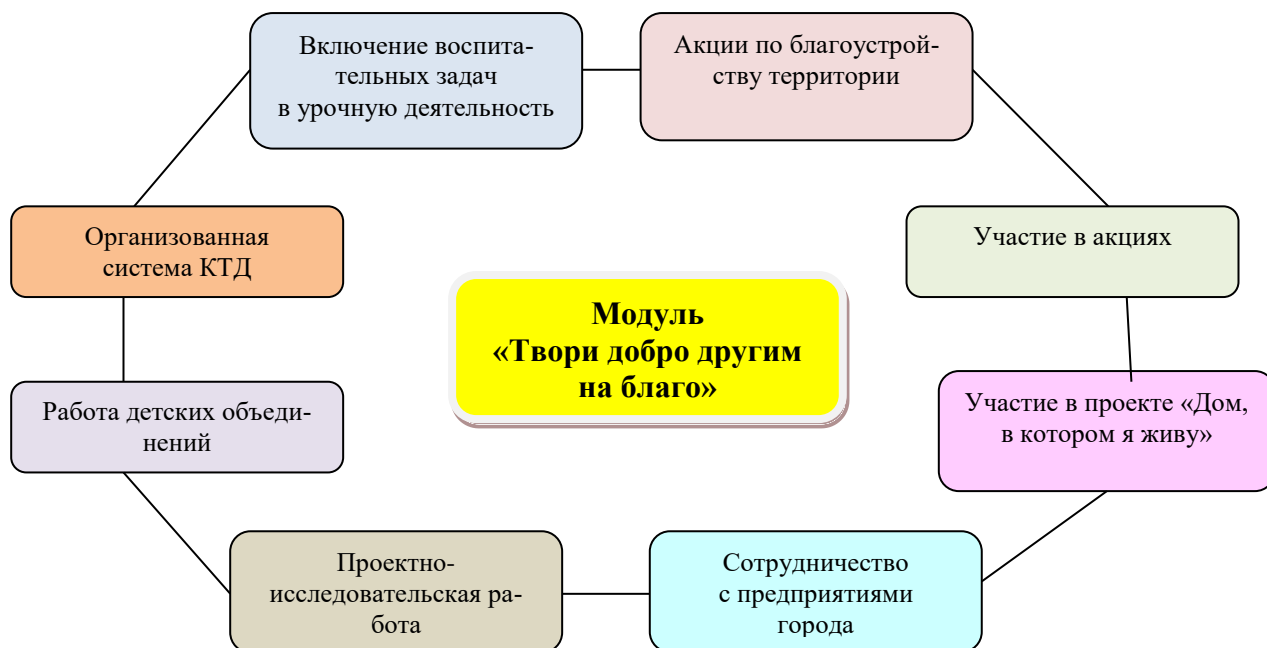 Включение воспита-
тельных задач
в урочную деятельность
Акции по благоустрой-
ству территории
Организованная
система КТД
Участие в акциях
Модуль
«Твори добро другим
на благо»
Работа детских объеди-
нений
Участие в проекте «Дом,
в котором я живу»
Проектно-
исследовательская ра-
бота
Сотрудничество
с предприятиями
города